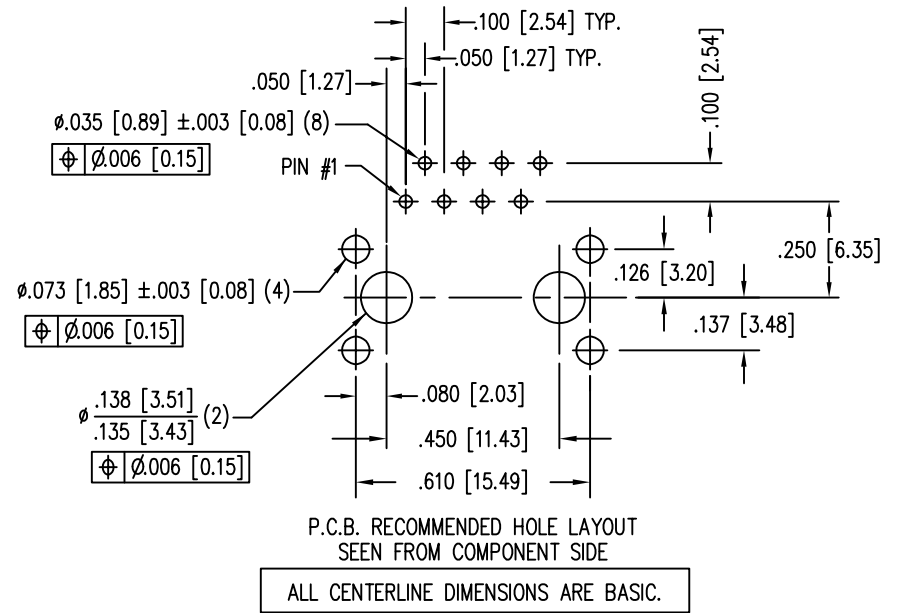 .100 [2.54] TYP.
.050 [1.27] TYP.
.050 [1.27]
.100 [2.54]
ø.035 [0.89] ±.003 [0.08] (8)
⌖ Ø.006 [0.15]
PIN #1
.250 [6.35]
.126 [3.20]
ø.073 [1.85] ±.003 [0.08] (4)
⌖ Ø.006 [0.15]
.137 [3.48]
ø .138 [3.51] (2)
.135 [3.43]
⌖ Ø.006 [0.15]
.080 [2.03]
.450 [11.43]
.610 [15.49]
P.C.B. RECOMMENDED HOLE LAYOUT
SEEN FROM COMPONENT SIDE
ALL CENTERLINE DIMENSIONS ARE BASIC.